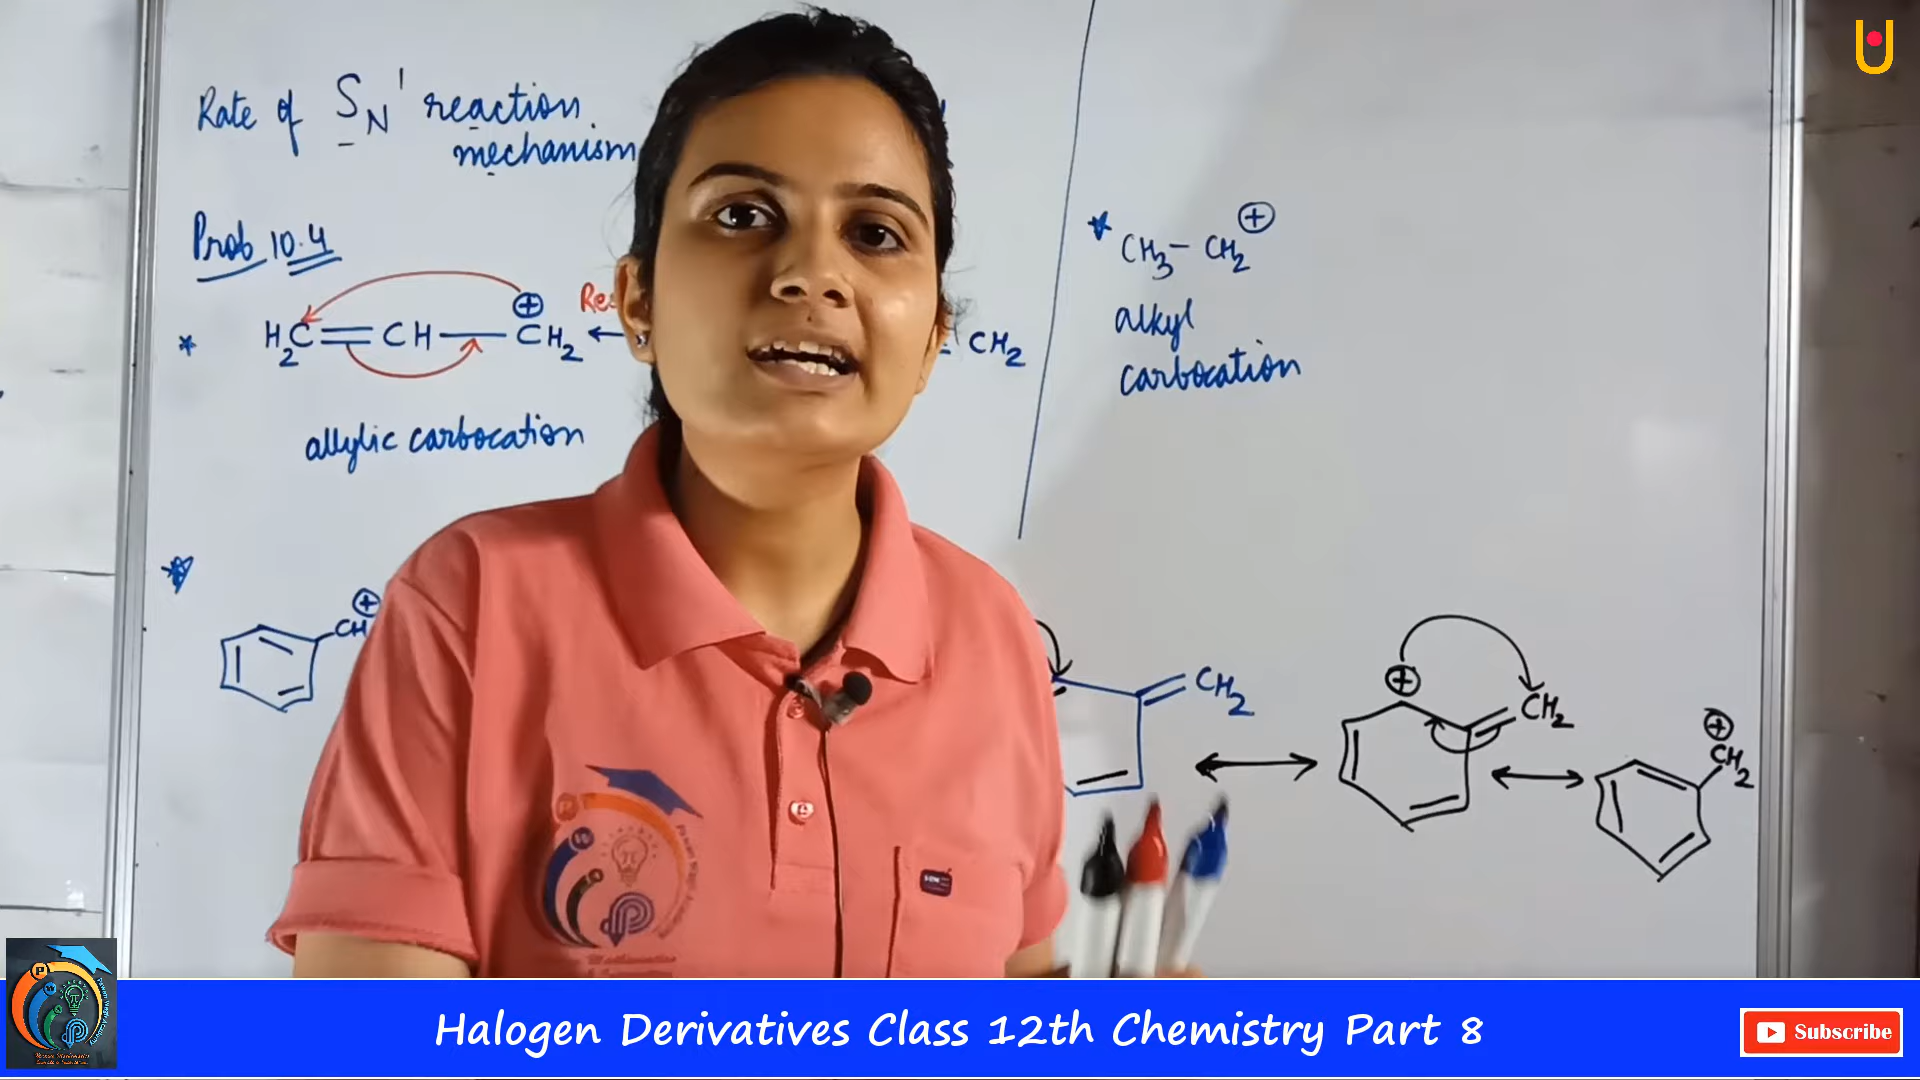 Rate of SN1 reaction
mechanism
Prob 10.4
H2C=CH-CH2
CH2
allylic carbocation
CH3-CH2
alkyl
carbocation
CH
CH2
CH2
CH2
Halogen Derivatives Class 12th Chemistry Part 8
Subscribe